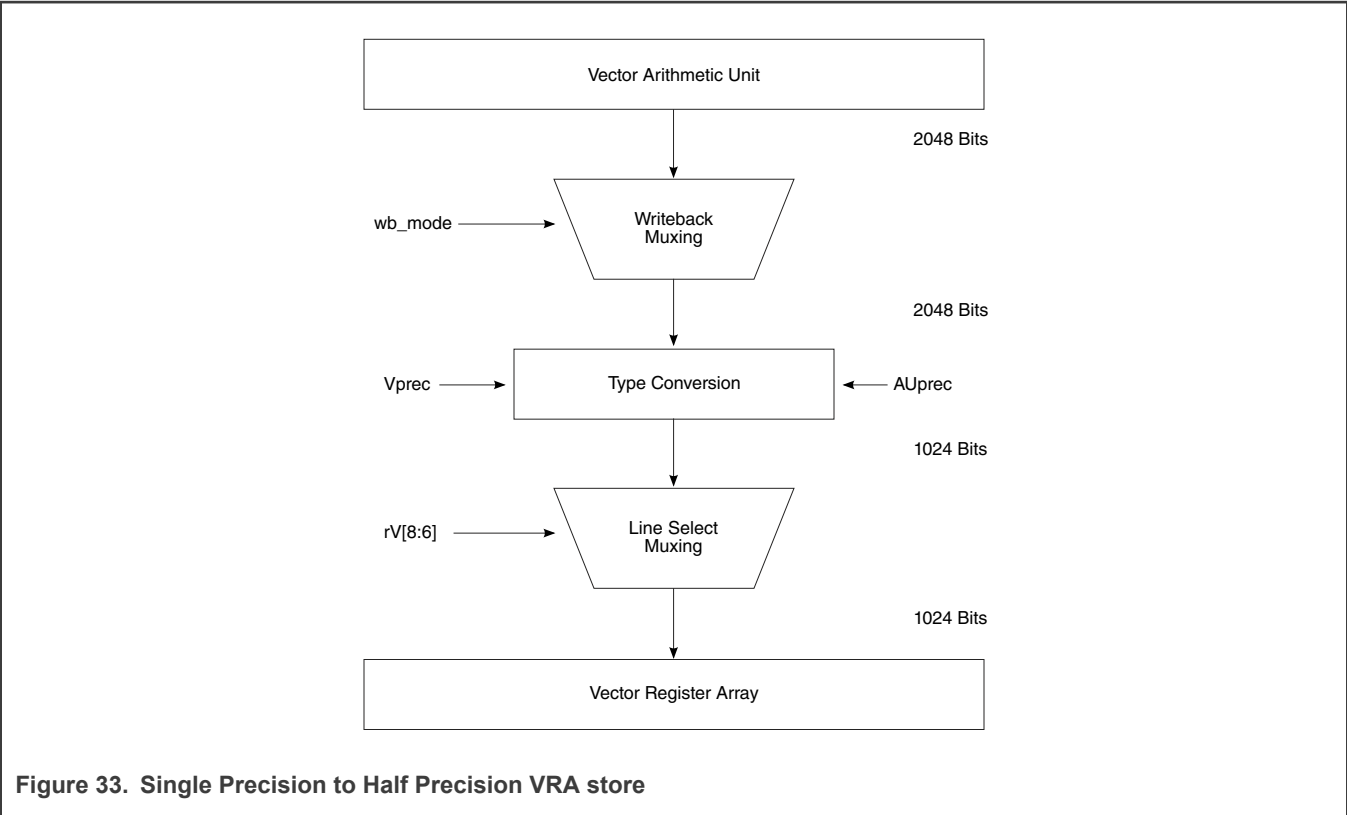 Vector Arithmetic Unit
2048 Bits
wb_mode
Writeback
Muxing
2048 Bits
Vprec
Type Conversion
AUprec
1024 Bits
rV[8:6]
Line Select
Muxing
1024 Bits
Vector Register Array
Figure 33. Single Precision to Half Precision VRA store